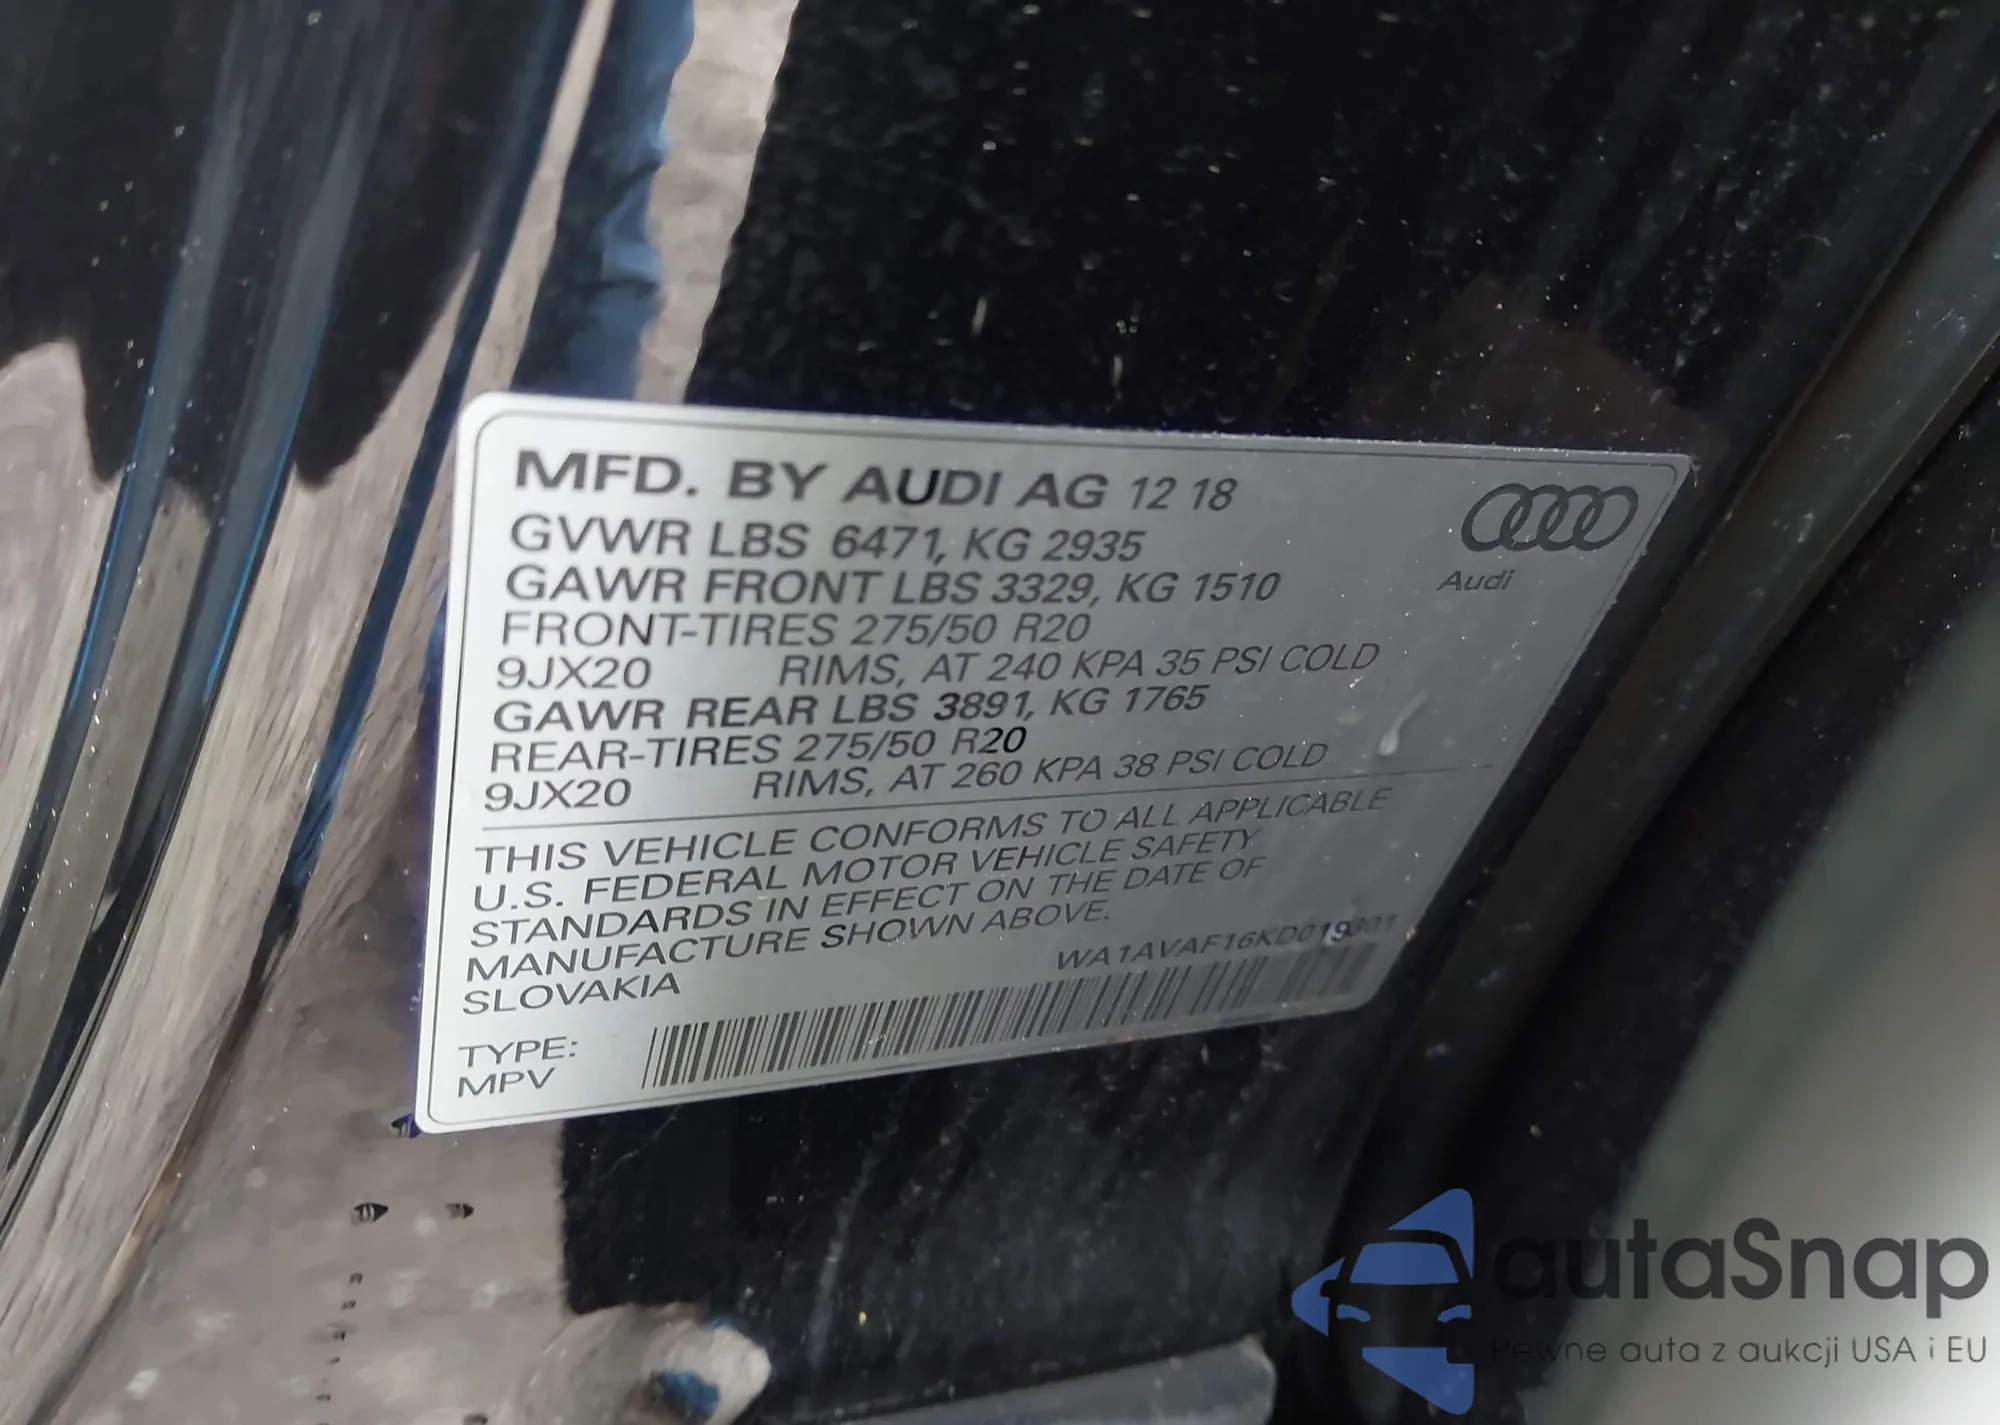 MFD. BY AUDI AG 12 18
GVWR LBS 6471, KG 2935
GAWR FRONT LBS 3329, KG 1510
FRONT-TIRES 275/50 R20
9JX20 RIMS, AT 240 KPA 35 PSI COLD
GAWR REAR LBS 3891, KG 1765
REAR-TIRES 275/50 R20
9JX20 RIMS, AT 260 KPA 38 PSI COLD
Audi
THIS VEHICLE CONFORMS TO ALL APPLICABLE
U.S. FEDERAL MOTOR VEHICLE SAFETY
STANDARDS IN EFFECT ON THE DATE OF
MANUFACTURE SHOWN ABOVE.
SLOVAKIA
WA1AVAF16KD019301
TYPE:
MPV
autaSnap
Pewne auta z aukcji USA i EU